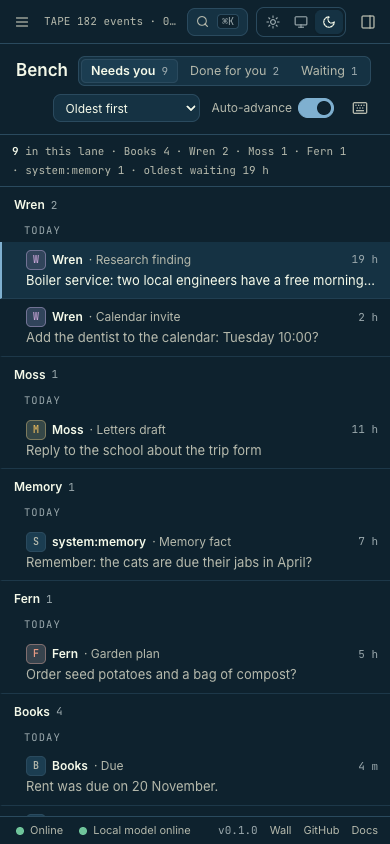 TAPE 182 events · 0… ⌘K
Bench Needs you 9 Done for you 2 Waiting 1
Oldest first Auto-advance
9 in this lane · Books 4 · Wren 2 · Moss 1 · Fern 1
· system:memory 1 · oldest waiting 19 h
Wren 2
TODAY
W Wren · Research finding 19 h
Boiler service: two local engineers have a free morning…
W Wren · Calendar invite 2 h
Add the dentist to the calendar: Tuesday 10:00?
Moss 1
TODAY
M Moss · Letters draft 11 h
Reply to the school about the trip form
Memory 1
TODAY
S system:memory · Memory fact 7 h
Remember: the cats are due their jabs in April?
Fern 1
TODAY
F Fern · Garden plan 5 h
Order seed potatoes and a bag of compost?
Books 4
TODAY
B Books · Due 4 m
Rent was due on 20 November.
Online Local model online v0.1.0 Wall GitHub Docs